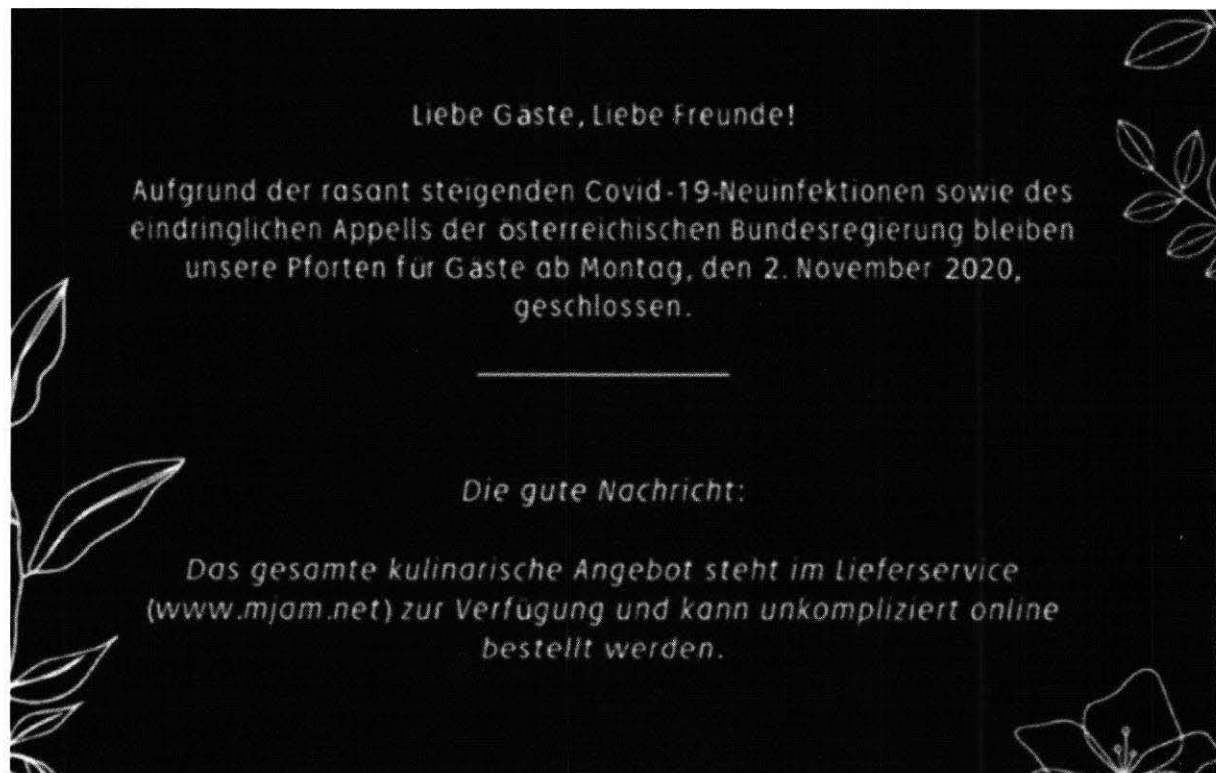 Liebe Gäste, Liebe Freunde!
Aufgrund der rasant steigenden Covid-19-Neuinfektionen sowie des
eindringlichen Appells der österreichischen Bundesregierung bleiben
unsere Pforten für Gäste ab Montag, den 2. November 2020,
geschlossen.
Die gute Nachricht:
Das gesamte kulinarische Angebot steht im Lieferservice
(www.mjam.net) zur Verfügung und kann unkompliziert online
bestellt werden.